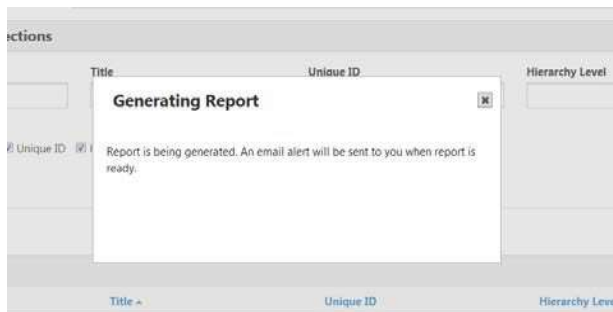 ections
Title Unique ID Hierarchy Level
Generating Report
Unique ID
Report is being generated. An email alert will be sent to you when report is
ready.
Title Unique ID Hierarchy Leve